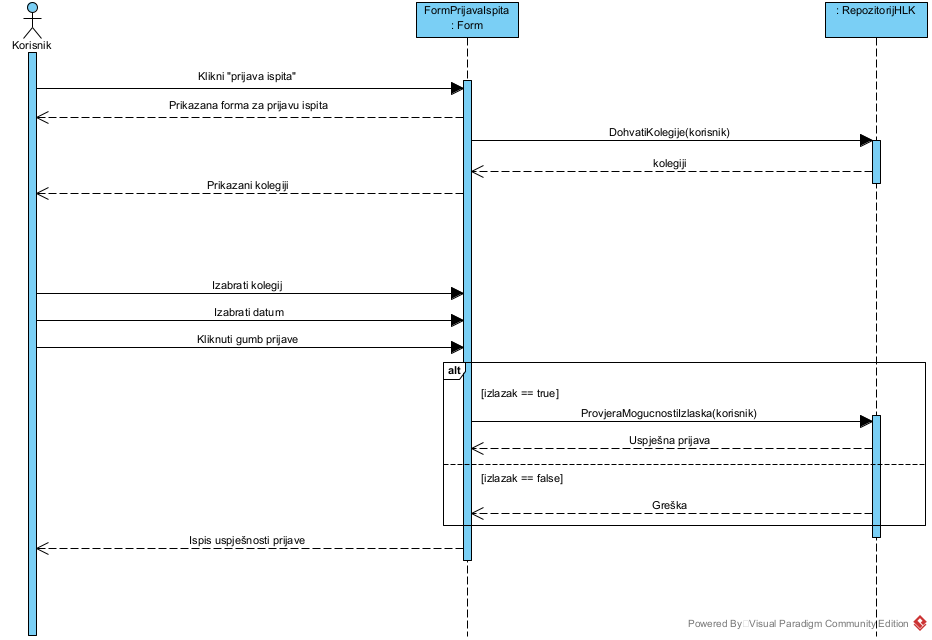 FormPrijavaIspita
: Form
: RepozitorijHLK
Korisnik
Klikni "prijava ispita"
Prikazana forma za prijavu ispita
DohvatiKolegije(korisnik)
kolegiji
Prikazani kolegiji
Izabrati kolegij
Izabrati datum
Kliknuti gumb prijave
alt
[izlazak == true]
ProvjeraMogucnostiIzlaska(korisnik)
Uspješna prijava
[izlazak == false]
Greška
Ispis uspješnosti prijave
Powered By Visual Paradigm Community Edition